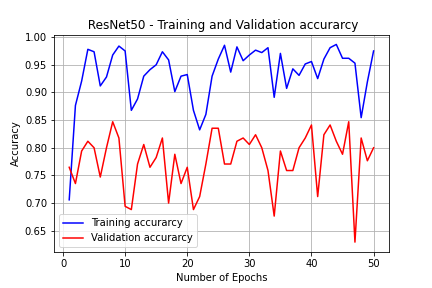 ResNet50 - Training and Validation accurarcy
1.00
0.95
0.90
0.85
0.80
0.75
0.70
0.65
Accuracy
Training accurarcy
Validation accurarcy
0 10 20 30 40 50
Number of Epochs